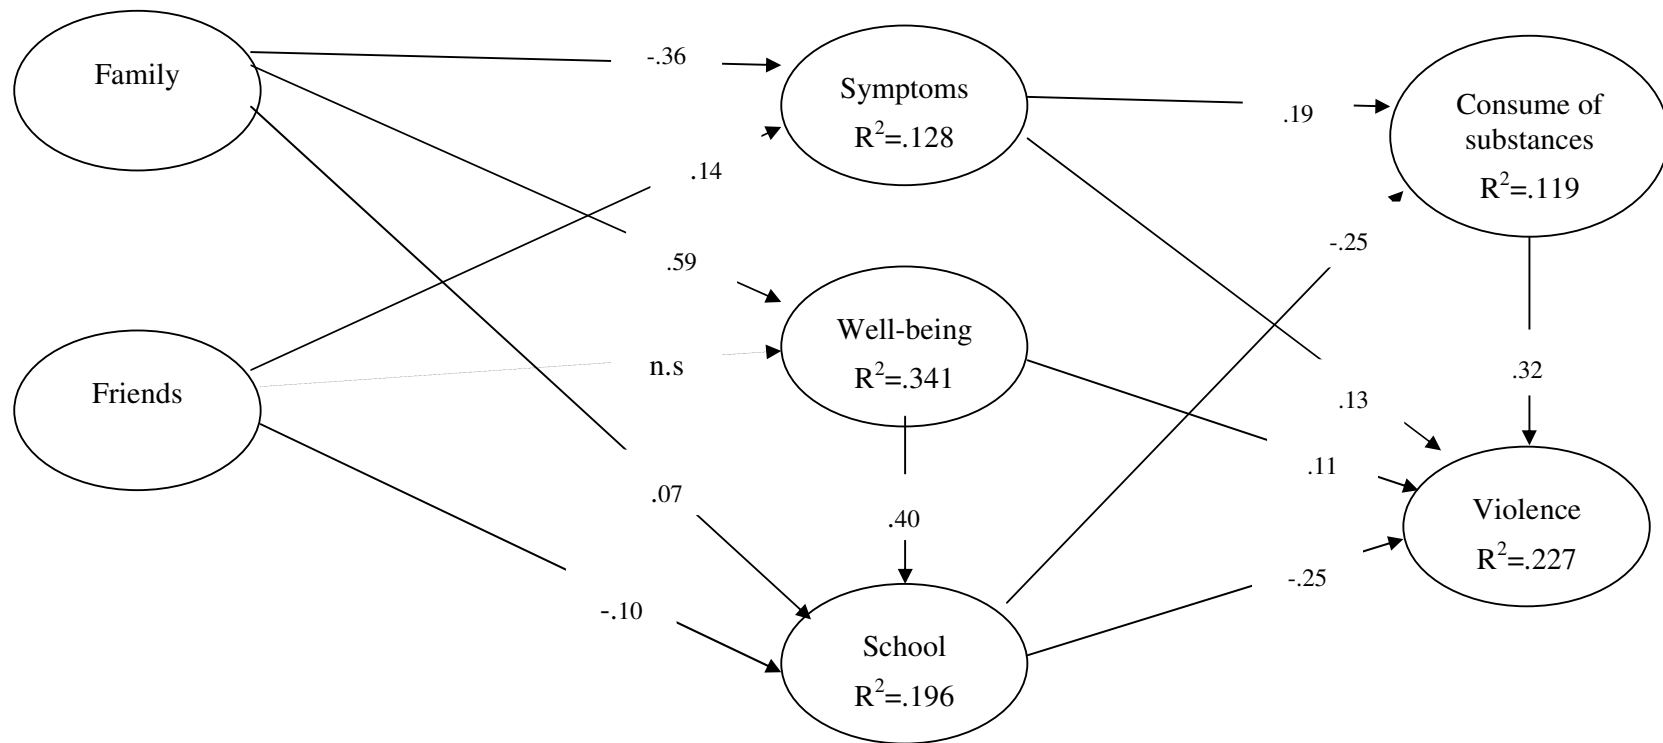 Family
-.36
Symptoms
R²=.128
.19
Consume of
substances
R²=.119
.14
-.25
.59
Well-being
R²=.341
Friends
n.s
.32
.13
.11
.07
.40
Violence
R²=.227
-.10
-.25
School
R²=.196